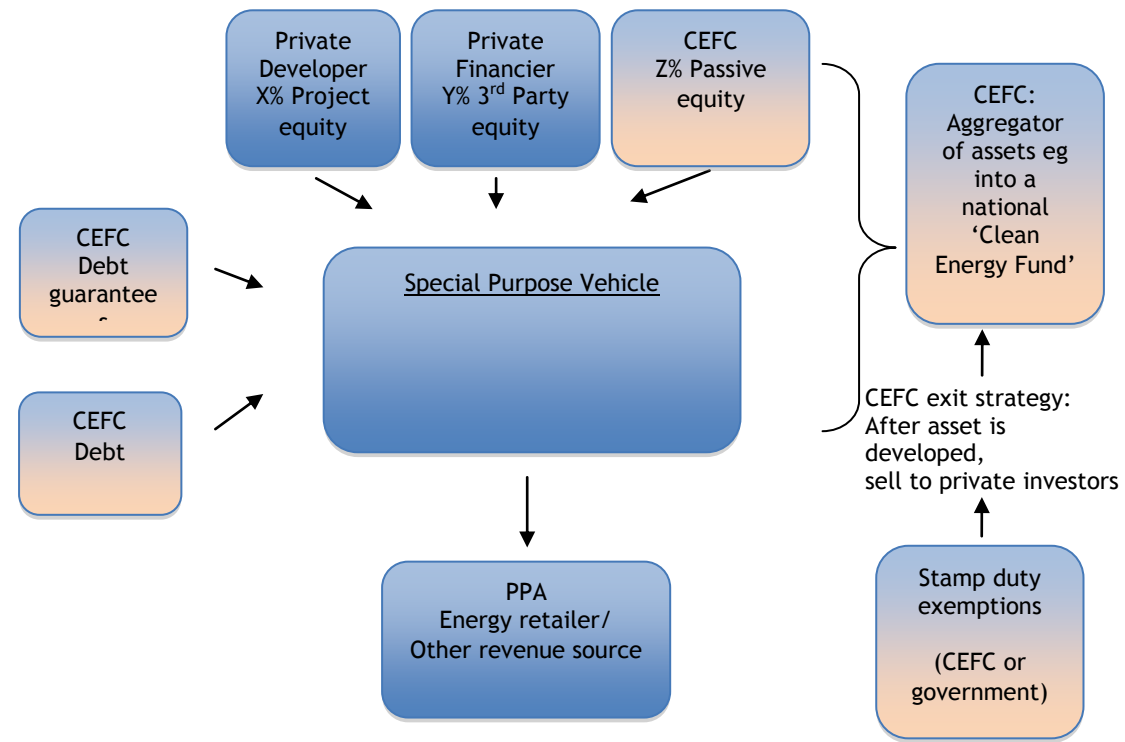 Private
Developer
X% Project
equity
Private
Financier
Y% 3rd Party
equity
CEFC
Z% Passive
equity
CEFC:
Aggregator
of assets eg
into a
national
‘Clean
Energy Fund’
CEFC
Debt
guarantee
s
Special Purpose Vehicle
CEFC
Debt
CEFC exit strategy:
After asset is
developed,
sell to private investors
PPA
Energy retailer/
Other revenue source
Stamp duty
exemptions
(CEFC or
government)